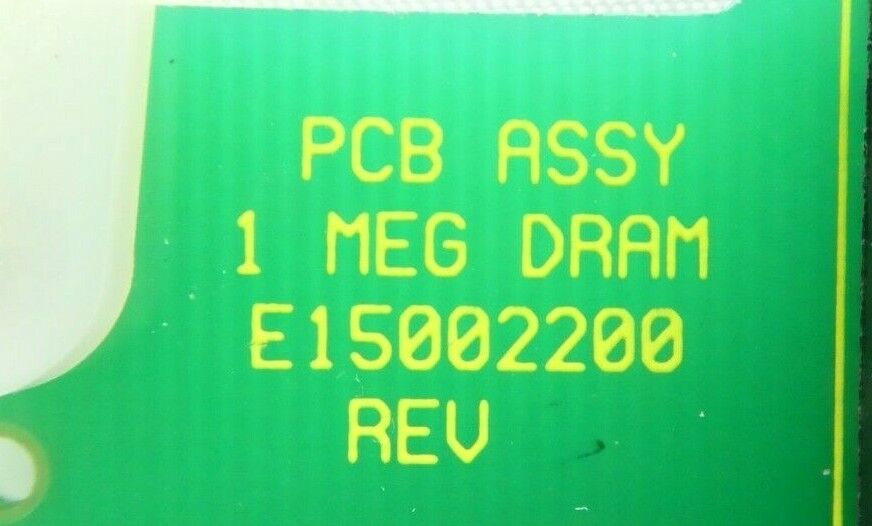 PCB ASSY
1 MEG DRAM
E15002200
REV